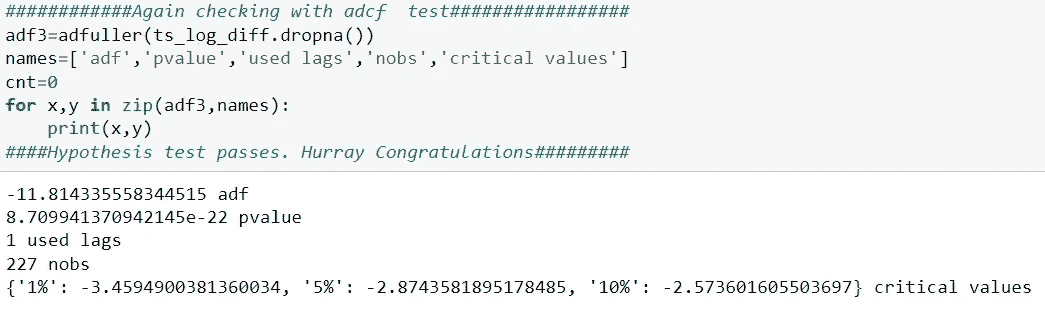 ############Again checking with adcf  test#################
adf3=adfuller(ts_log_diff.dropna())
names=['adf','pvalue','used lags','nobs','critical values']
cnt=0
for x,y in zip(adf3,names):
    print(x,y)
####Hypothesis test passes. Hurray Congratulations#########
-11.814335558344515 adf
8.709941370942145e-22 pvalue
1 used lags
227 nobs
{'1%': -3.4594900381360034, '5%': -2.8743581895178485, '10%': -2.573601605503697} critical values